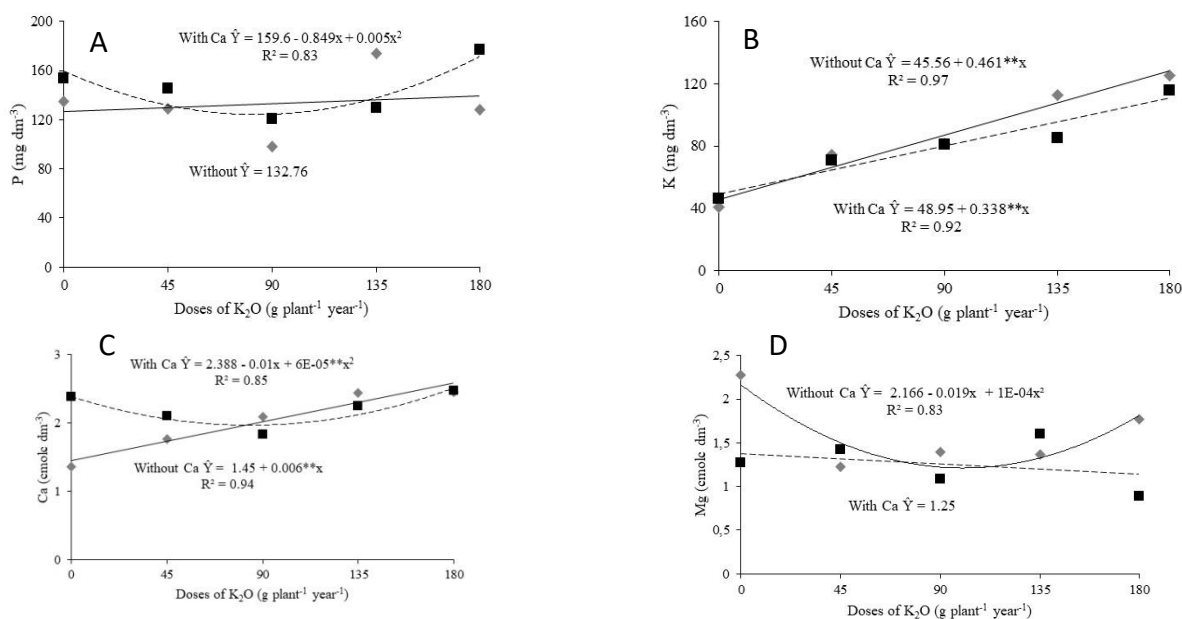 A
200
160
120
80
40
0
P (mg dm-3)
With Ca Ŷ = 159.6 - 0.849x + 0.005x²
R² = 0.83
Without Ŷ = 132.76
0 45 90 135 180
Doses of K₂O (g plant⁻¹ year⁻¹)
B
160
120
80
40
0
K (mg dm⁻³)
Without Ca Ŷ = 45.56 + 0.461**x
R² = 0.97
With Ca Ŷ = 48.95 + 0.338**x
R² = 0.92
0 45 90 135 180
Doses of K₂O (g plant⁻¹ year⁻¹)
C
3
2
1
0
Ca (cmolc dm⁻³)
With Ca Ŷ = 2.388 - 0.01x + 6E-05**x²
R² = 0.85
Without Ca Ŷ = 1.45 + 0.006**x
R² = 0.94
0 45 90 135 180
Doses of K₂O (g plant⁻¹ year⁻¹)
D
2,5
2
1,5
1
0,5
0
Mg (cmolc dm⁻³)
Without Ca Ŷ = 2.166 - 0.019x + 1E-04x²
R² = 0.83
With Ca Ŷ = 1.25
0 45 90 135 180
Doses of K₂O (g plant⁻¹ year⁻¹)